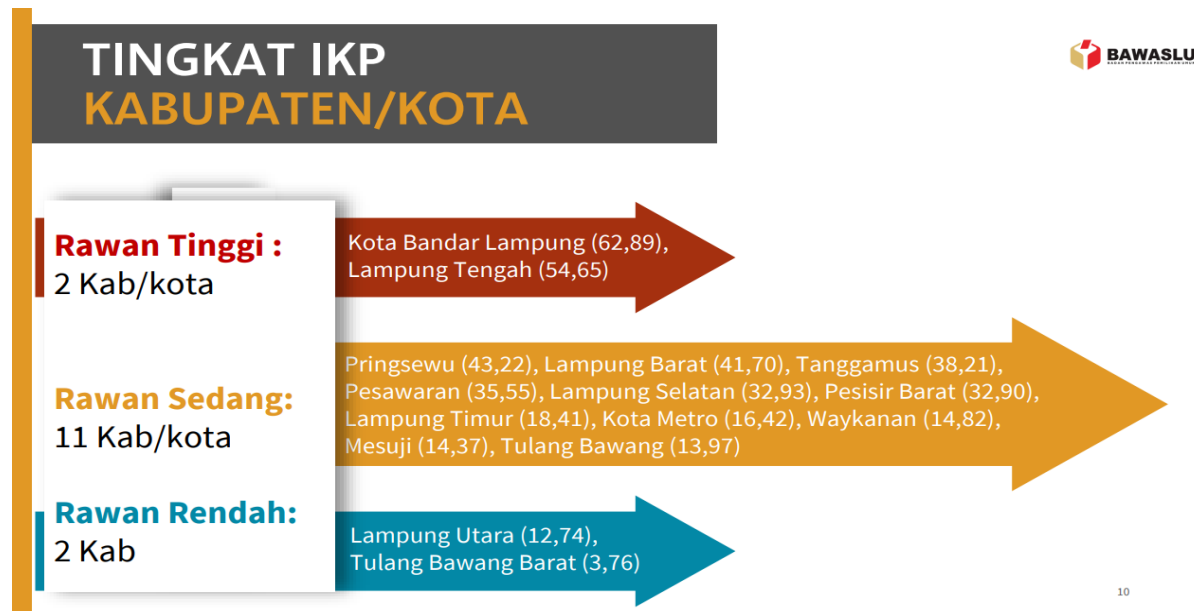 TINGKAT IKP
KABUPATEN/KOTA
BAWASLU
BADAN PENGAWAS PEMILIHAN UMUM
Rawan Tinggi :
2 Kab/kota
Kota Bandar Lampung (62,89),
Lampung Tengah (54,65)
Rawan Sedang:
11 Kab/kota
Pringsewu (43,22), Lampung Barat (41,70), Tanggamus (38,21),
Pesawaran (35,55), Lampung Selatan (32,93), Pesisir Barat (32,90),
Lampung Timur (18,41), Kota Metro (16,42), Waykanan (14,82),
Mesuji (14,37), Tulang Bawang (13,97)
Rawan Rendah:
2 Kab
Lampung Utara (12,74),
Tulang Bawang Barat (3,76)
10